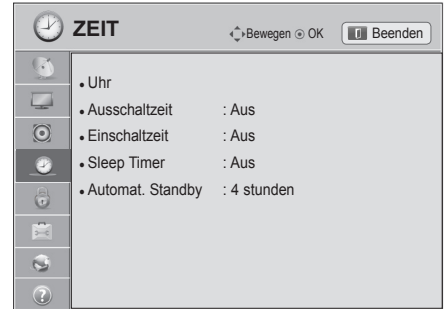 ZEIT
Bewegen OK Beenden
Uhr
Ausschaltzeit : Aus
Einschaltzeit : Aus
Sleep Timer : Aus
Automat. Standby : 4 stunden